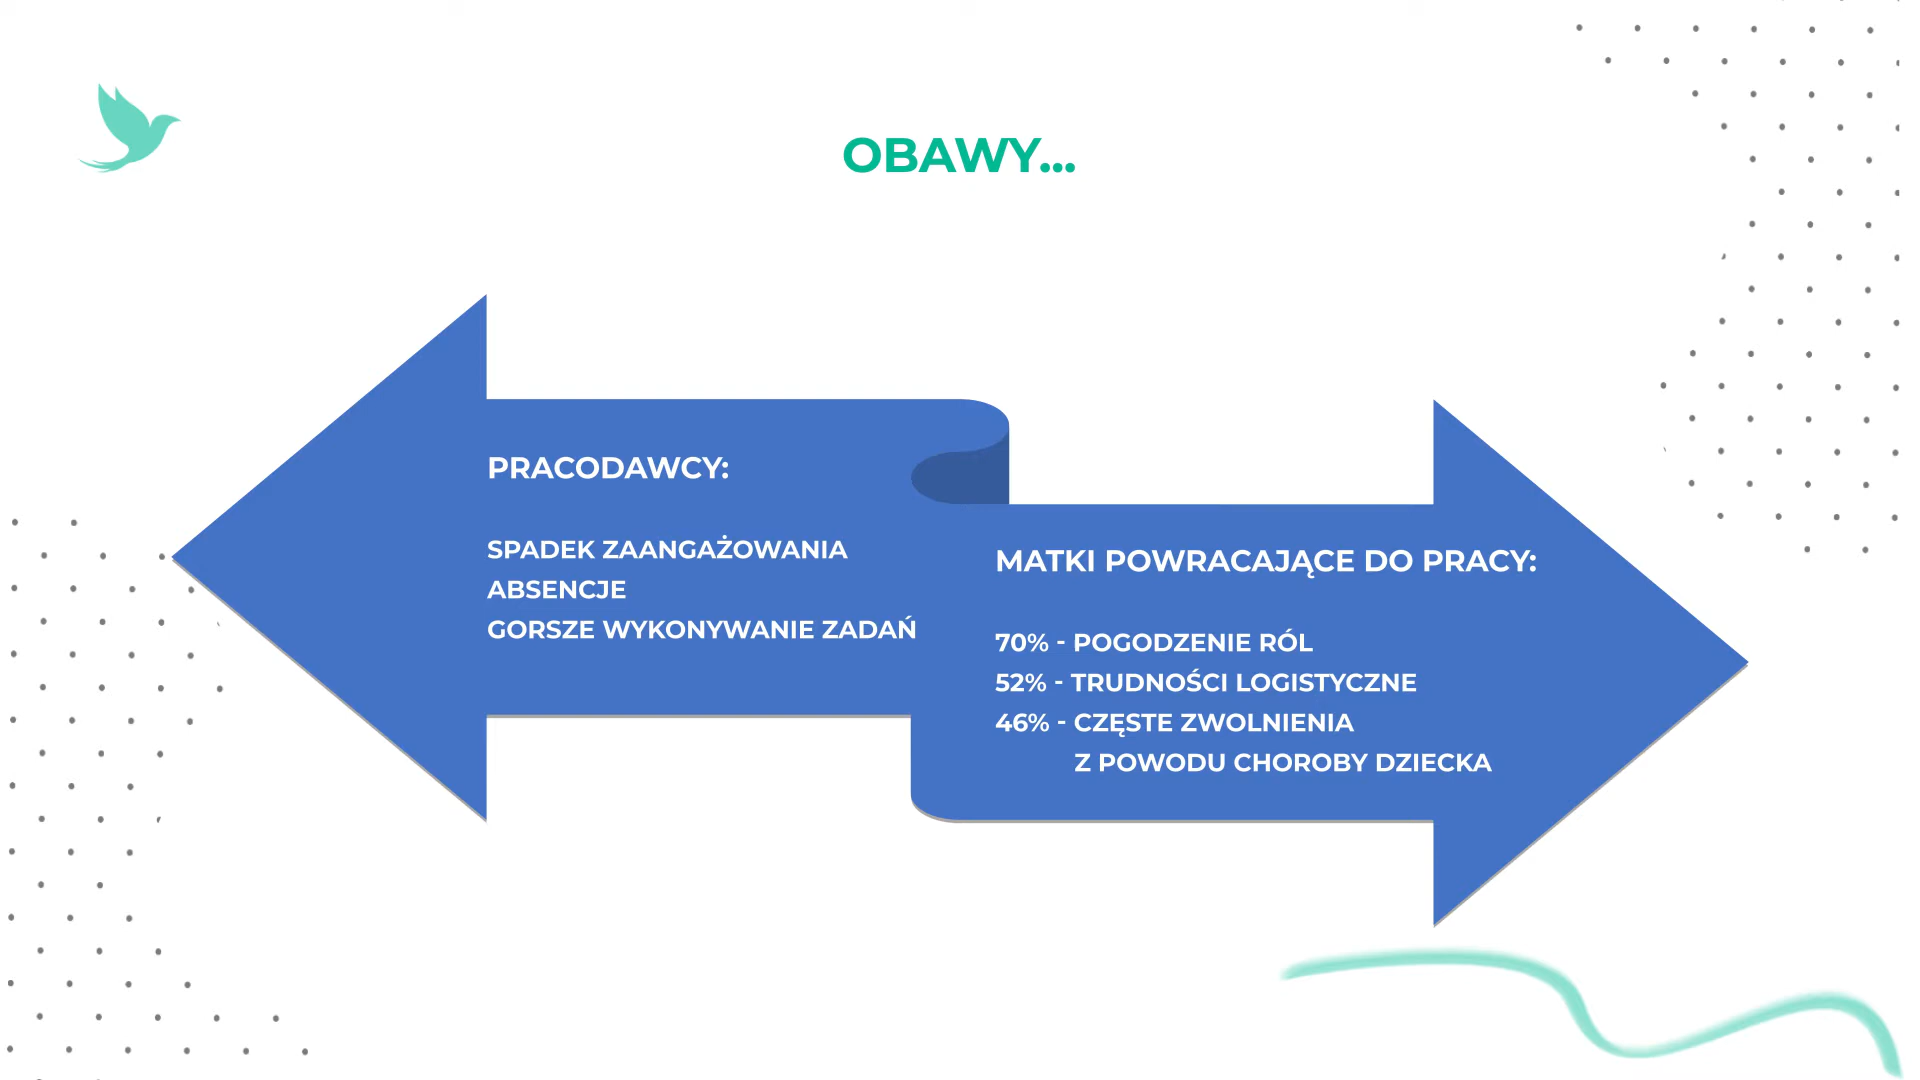 OBAWY...
PRACODAWCY:
SPADEK ZAANGAŻOWANIA
ABSENCJE
GORSZE WYKONYWANIE ZADAŃ
MATKI POWRACAJĄCE DO PRACY:
70% - POGODZENIE RÓL
52% - TRUDNOŚCI LOGISTYCZNE
46% - CZĘSTE ZWOLNIENIA
Z POWODU CHOROBY DZIECKA